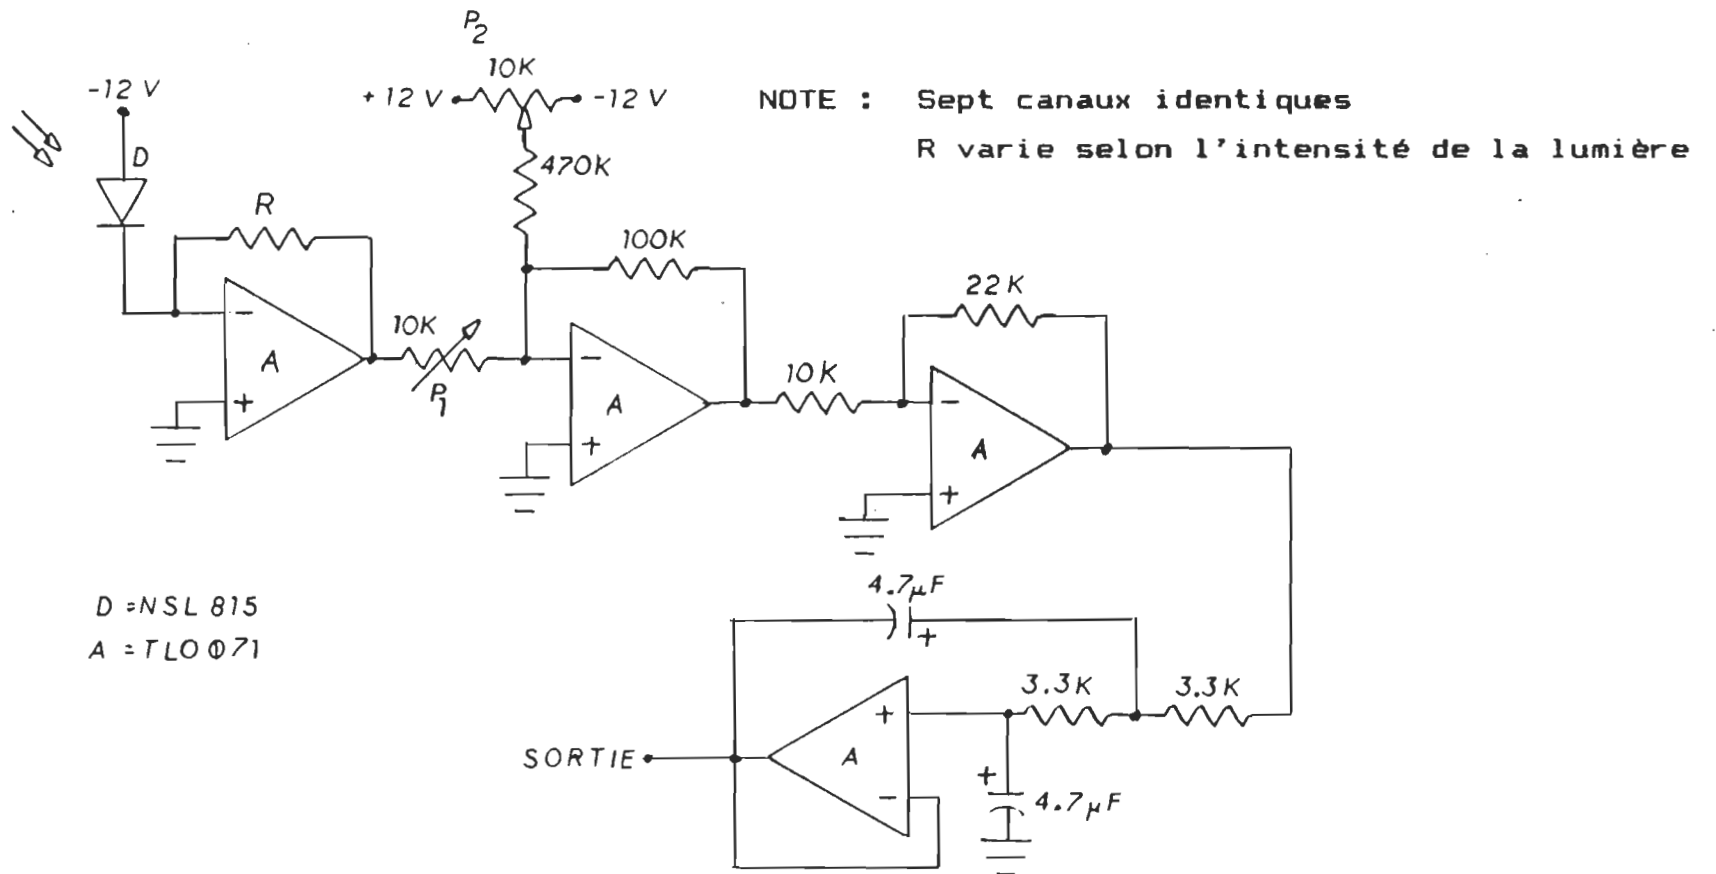 P2
10K
-12 V
+12 V
-12 V
NOTE : Sept canaux identiques
R varie selon l'intensité de la lumière
D
470K
R
100K
22K
-
10K
-
A
P1
10K
-
+
A
A
+
+
4.7µF
D =NSL 815
+
A =TLO071
3.3K
3.3K
+
SORTIE
A
+
-
4.7µF